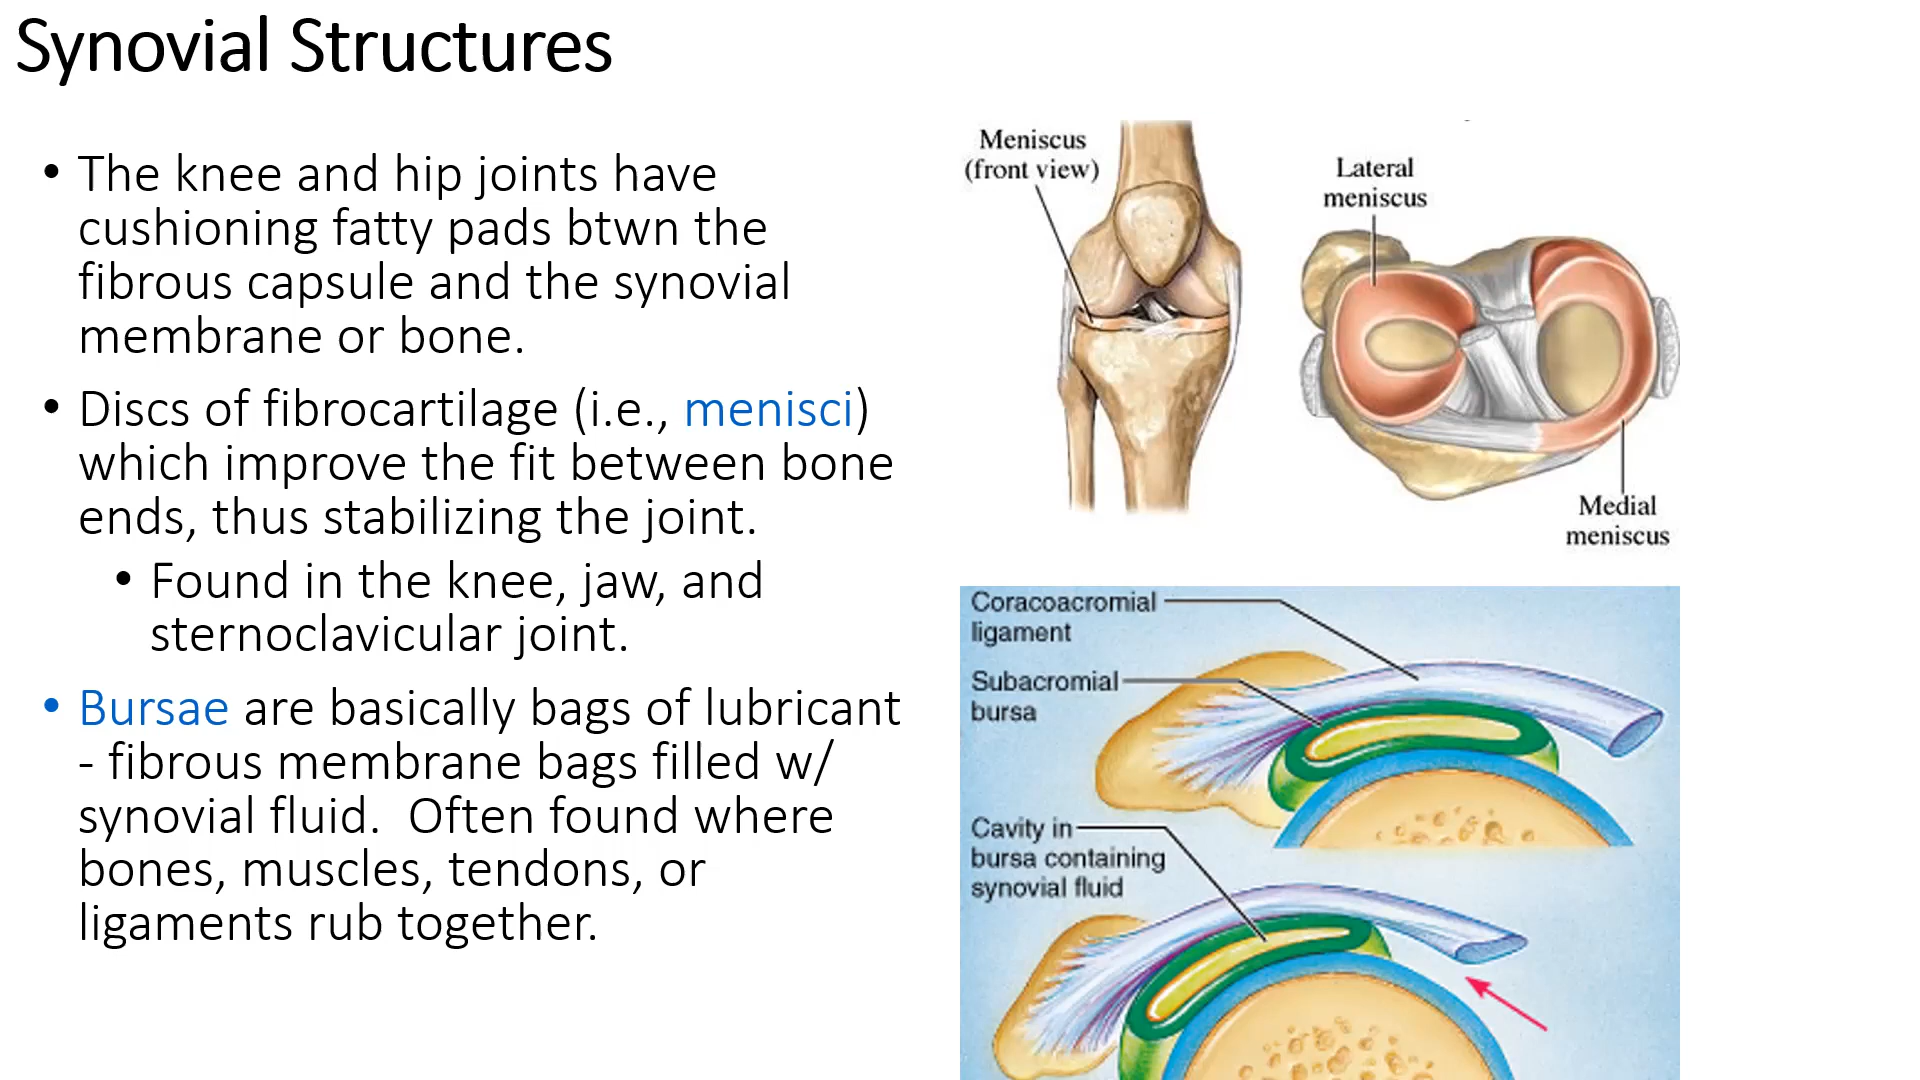 Synovial Structures
• The knee and hip joints have
cushioning fatty pads btwn the
fibrous capsule and the synovial
membrane or bone.
• Discs of fibrocartilage (i.e., menisci)
which improve the fit between bone
ends, thus stabilizing the joint.
• Found in the knee, jaw, and
sternoclavicular joint.
• Bursae are basically bags of lubricant
- fibrous membrane bags filled w/
synovial fluid.  Often found where
bones, muscles, tendons, or
ligaments rub together.
Meniscus
(front view)
Lateral
meniscus
Medial
meniscus
Coracoacromial
ligament
Subacromial
bursa
Cavity in
bursa containing
synovial fluid